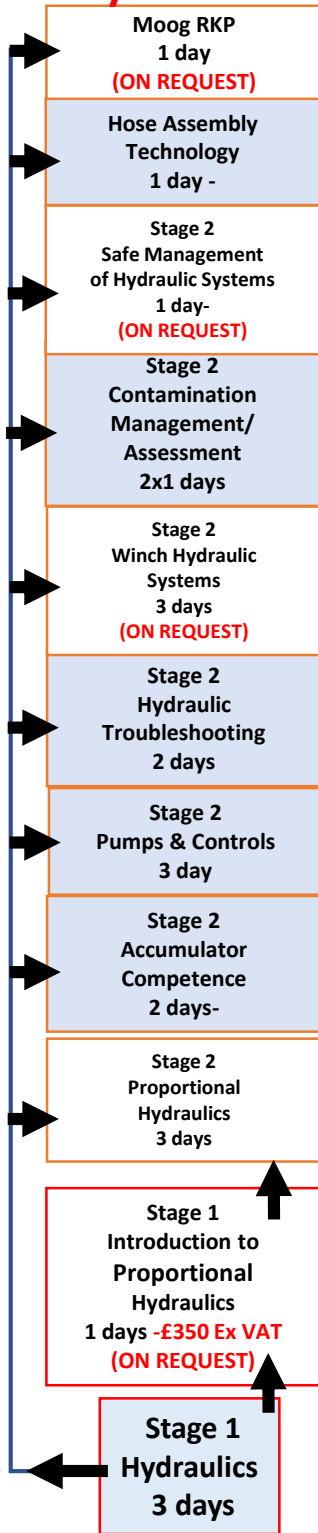 Moog RKP
1 day
(ON REQUEST)
Hose Assembly
Technology
1 day -
Stage 2
Safe Management
of Hydraulic Systems
1 day-
(ON REQUEST)
Stage 2
Contamination
Management/
Assessment
2x1 days
Stage 2
Winch Hydraulic
Systems
3 days
(ON REQUEST)
Stage 2
Hydraulic
Troubleshooting
2 days
Stage 2
Pumps & Controls
3 day
Stage 2
Accumulator
Competence
2 days-
Stage 2
Proportional
Hydraulics
3 days
Stage 1
Introduction to
Proportional
Hydraulics
1 days -£350 Ex VAT
(ON REQUEST)
Stage 1
Hydraulics
3 days